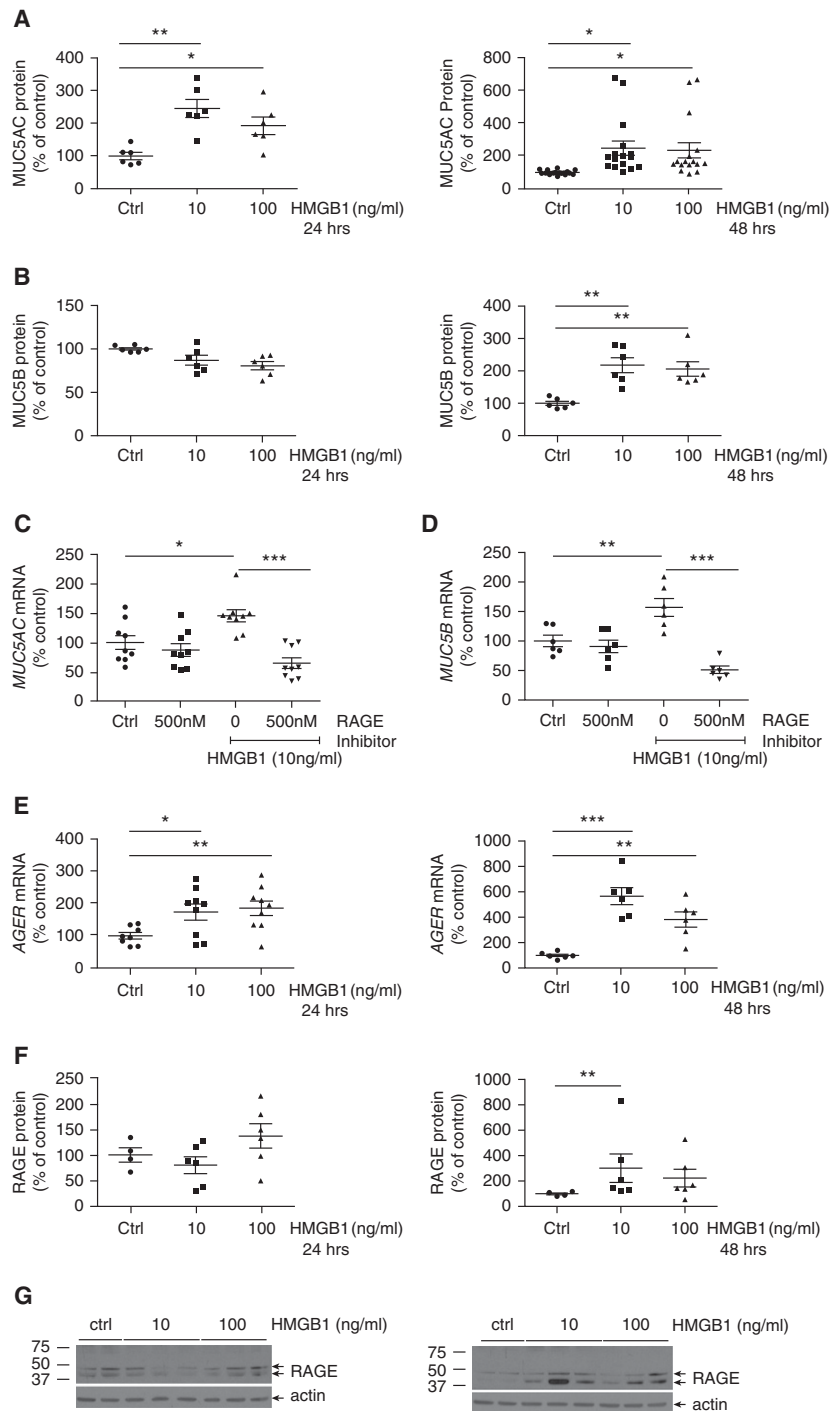 A
MUC5AC protein
(% of control)
400
300
200
100
0
**
*
Ctrl 10 100 HMGB1 (ng/ml)
24 hrs
MUC5AC Protein
(% of control)
800
600
400
200
0
*
*
Ctrl 10 100 HMGB1 (ng/ml)
48 hrs
B
MUC5B protein
(% of control)
150
100
50
0
Ctrl 10 100 HMGB1 (ng/ml)
24 hrs
MUC5B protein
(% of control)
400
300
200
100
0
**
**
Ctrl 10 100 HMGB1 (ng/ml)
48 hrs
C
MUC5AC mRNA
(% control)
250
200
150
100
50
0
*
***
Ctrl 500nM 0 500nM RAGE
Inhibitor
HMGB1 (10ng/ml)
D
MUC5B mRNA
(% control)
250
200
150
100
50
0
**
***
Ctrl 500nM 0 500nM RAGE
Inhibitor
HMGB1 (10ng/ml)
E
AGER mRNA
(% control)
400
300
200
100
0
*
**
Ctrl 10 100 HMGB1 (ng/ml)
24 hrs
AGER mRNA
(% control)
1000
800
600
400
200
0
***
**
Ctrl 10 100 HMGB1 (ng/ml)
48 hrs
F
RAGE protein
(% of control)
250
200
150
100
50
0
Ctrl 10 100 HMGB1 (ng/ml)
24 hrs
RAGE protein
(% of control)
1000
800
600
400
200
0
**
Ctrl 10 100 HMGB1 (ng/ml)
48 hrs
G
ctrl 10 100 HMGB1 (ng/ml)
75
50
37
RAGE
actin
ctrl 10 100 HMGB1 (ng/ml)
75
50
37
RAGE
actin